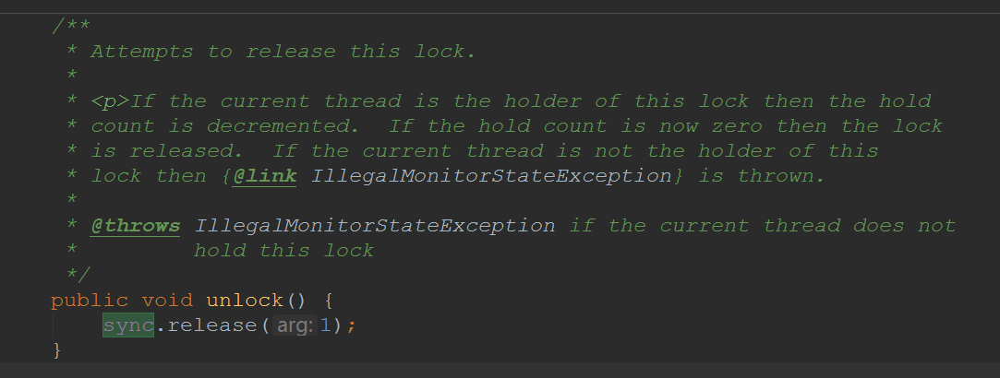 /**
 * Attempts to release this lock.
 *
 * <p>If the current thread is the holder of this lock then the hold
 * count is decremented.  If the hold count is now zero then the lock
 * is released.  If the current thread is not the holder of this
 * lock then {@link IllegalMonitorStateException} is thrown.
 *
 * @throws IllegalMonitorStateException if the current thread does not
 *         hold this lock
 */
public void unlock() {
    sync.release( arg: 1);
}